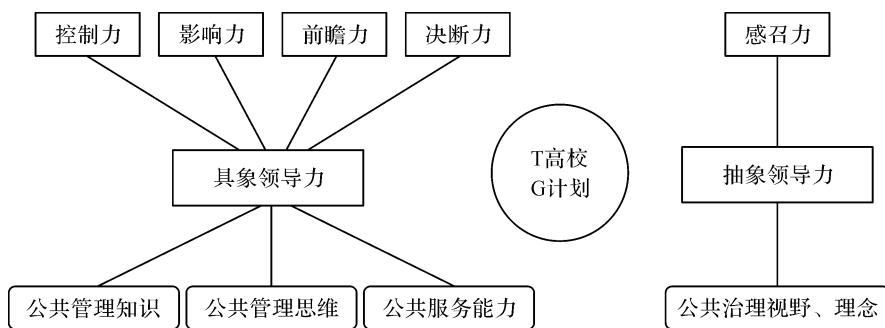 控制力
影响力
前瞻力
决断力
感召力
具象领导力
T高校
G计划
抽象领导力
公共管理知识
公共管理思维
公共服务能力
公共治理视野、理念